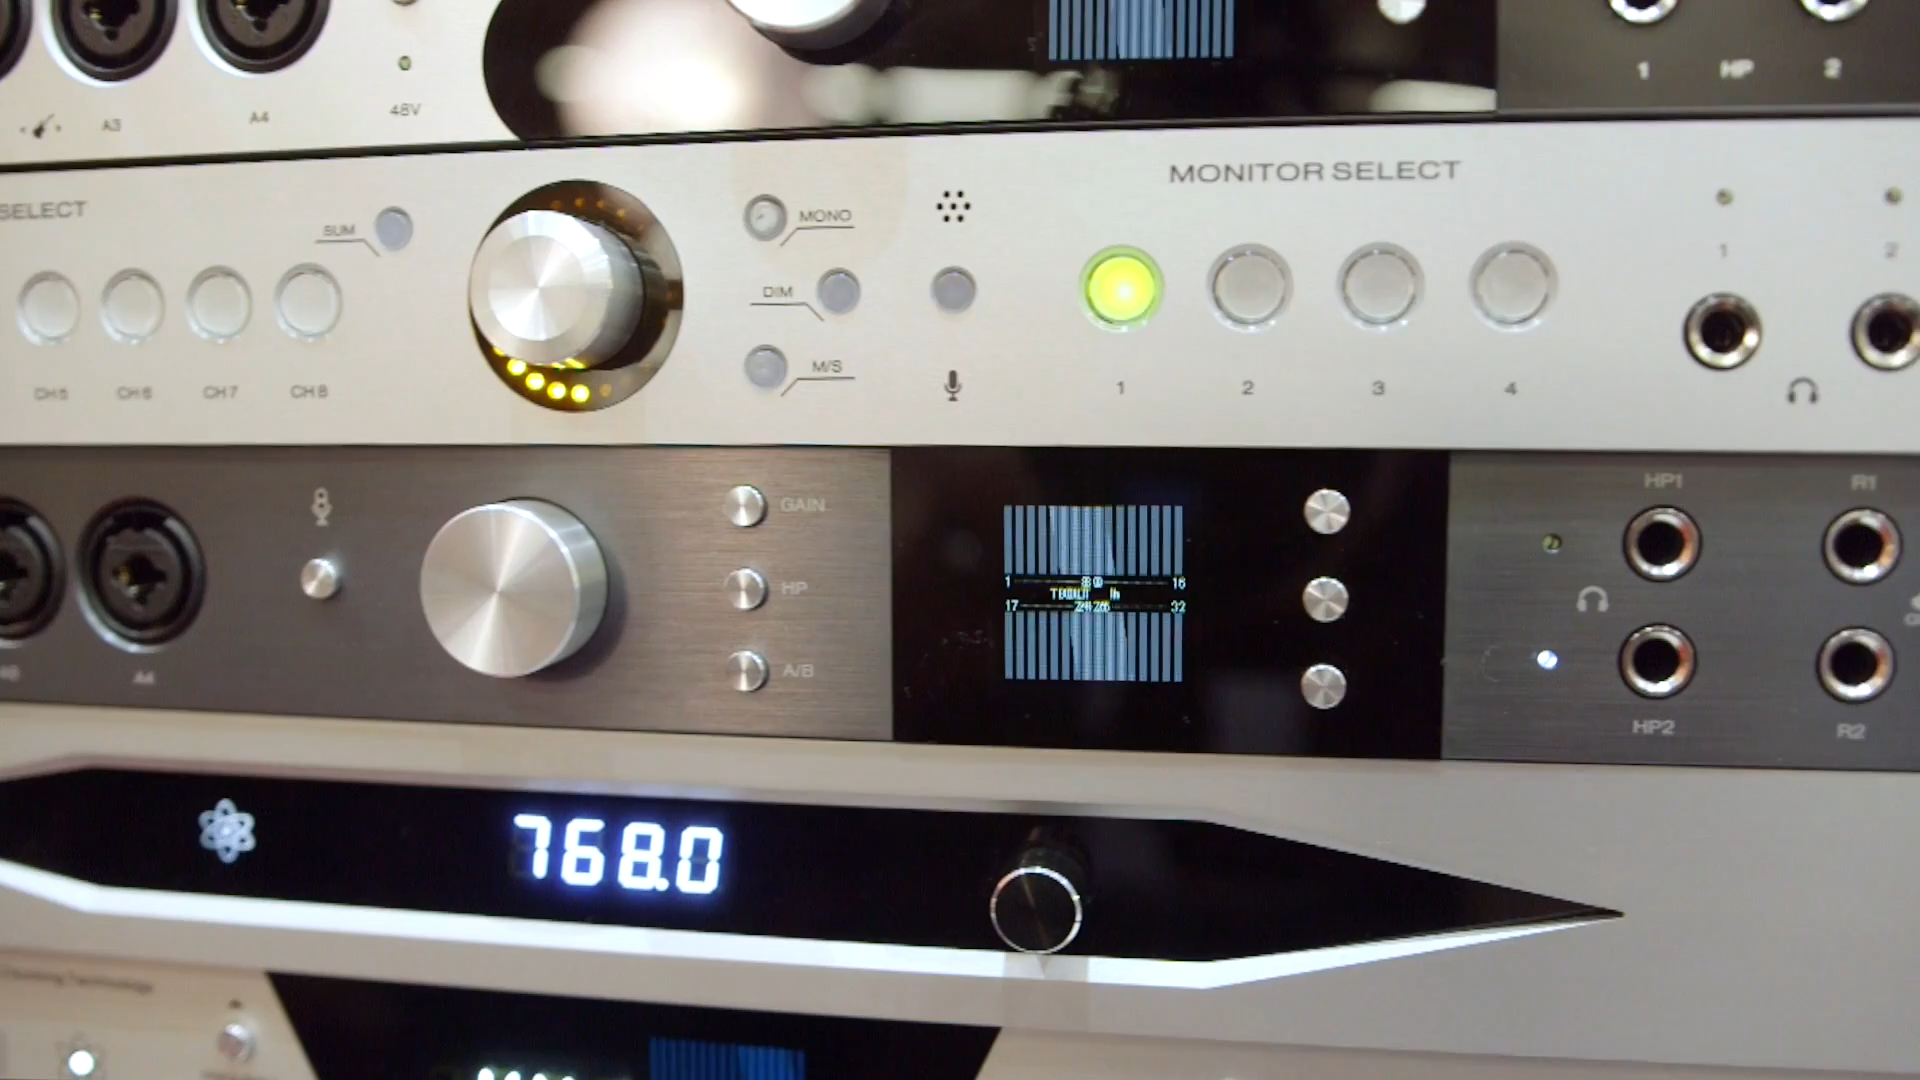 A3
A4
48V
1 HP 2
SELECT
SUM
MONO
DIM
M/S
MONITOR SELECT
1
2
CH5
CH6
CH7
CH8
1
2
3
4
GAIN
HP
A/B
1
16
17
32
HP1
R1
HP2
R2
A4
768.0